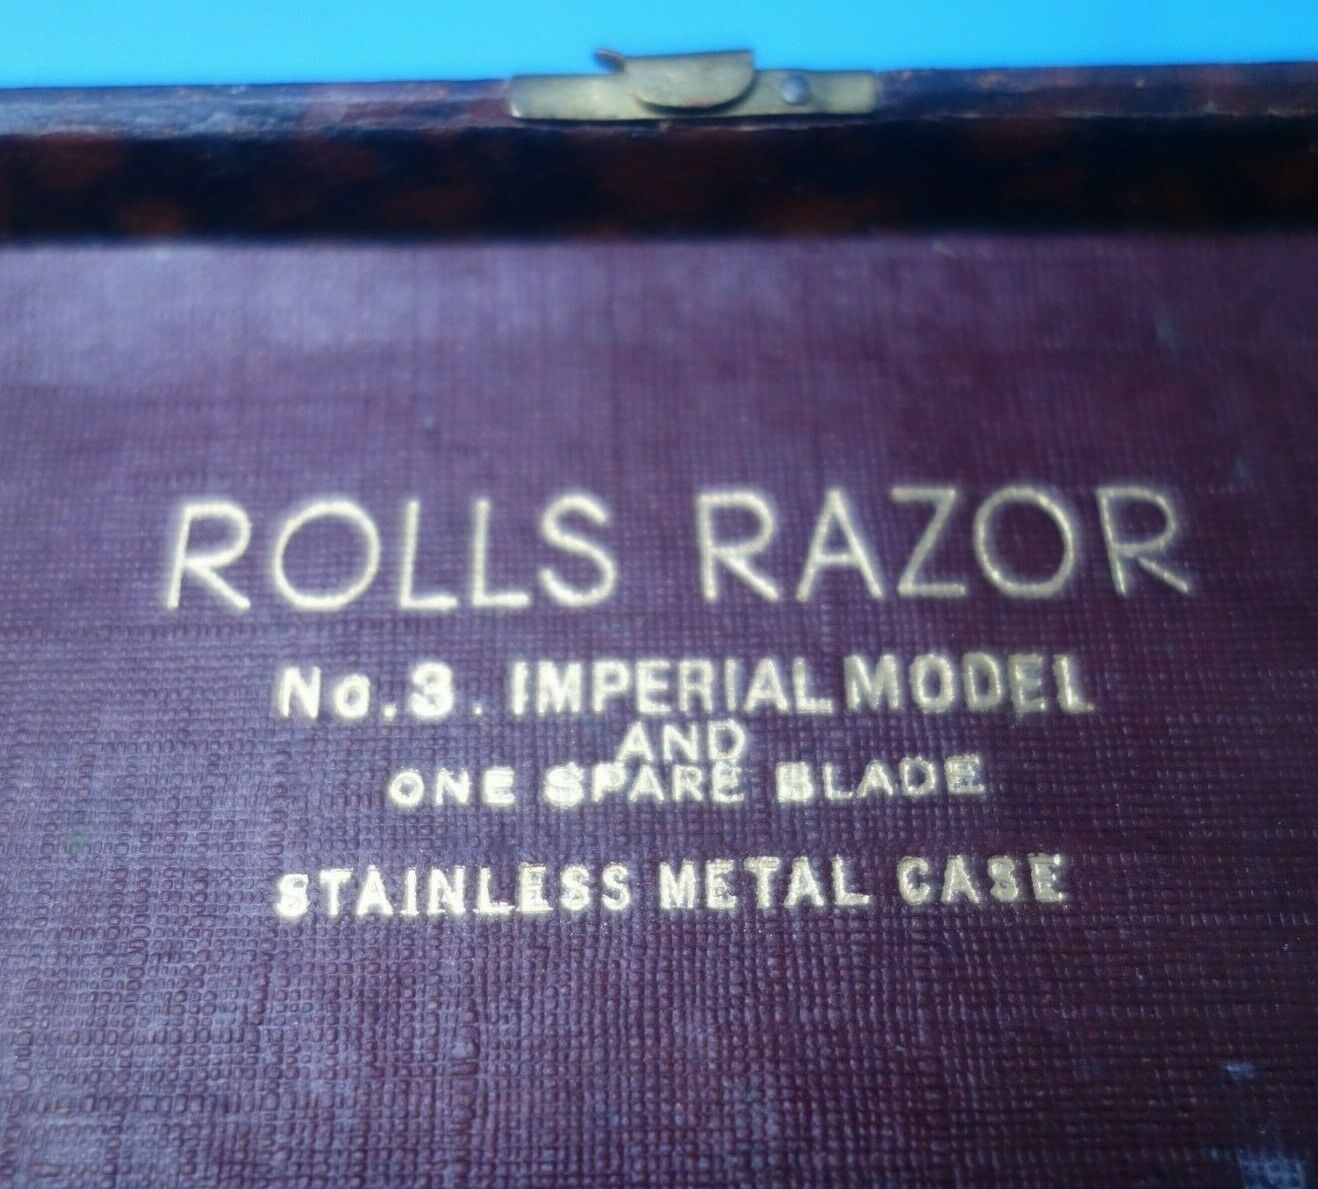 ROLLS RAZOR
No. 3. IMPERIAL MODEL
AND
ONE SPARE BLADE
STAINLESS METAL CASE